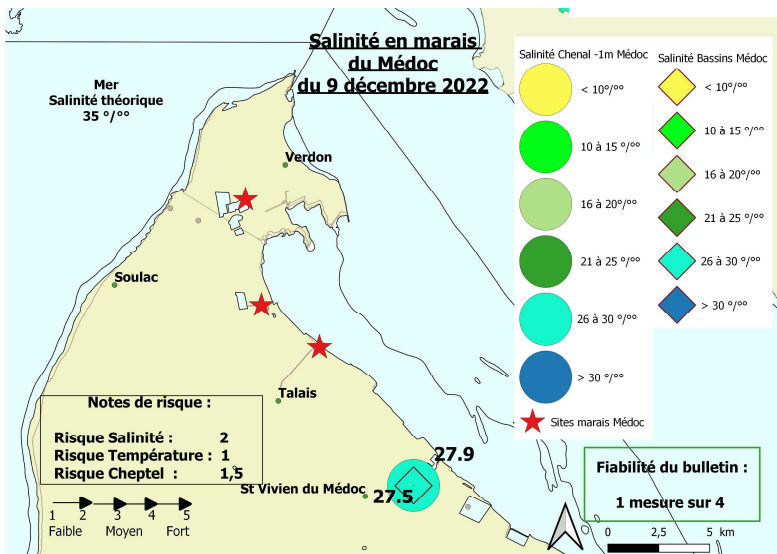 Salinité en marais
du Médoc
du 9 décembre 2022
Mer
Salinité théorique
35 °/°°
Verdon
Soulac
Talais
St Vivien du Médoc
27.9
27.5
Salinité Chenal -1m Médoc
< 10°/°°
10 à 15 °/°°
16 à 20°/°°
21 à 25 °/°°
26 à 30 °/°°
> 30 °/°°
Sites marais Médoc
Salinité Bassins Médoc
< 10°/°°
10 à 15 °/°°
16 à 20°/°°
21 à 25 °/°°
26 à 30 °/°°
> 30 °/°°
Notes de risque :
Risque Salinité : 2
Risque Température : 1
Risque Cheptel : 1,5
1 2 3 4 5
Faible Moyen Fort
Fiabilité du bulletin :
1 mesure sur 4
0 2,5 5 km